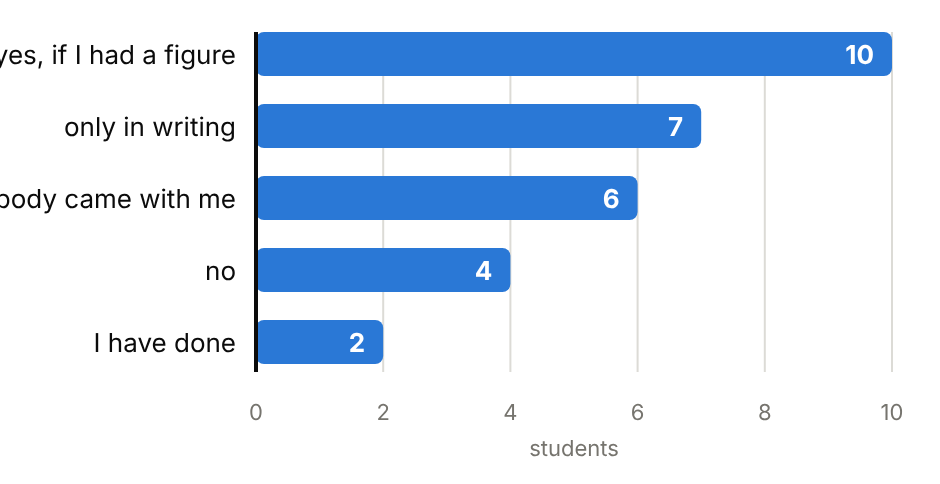 yes, if I had a figure
10
only in writing
7
came with me
6
no
4
I have done
2
0 2 4 6 8 10
students